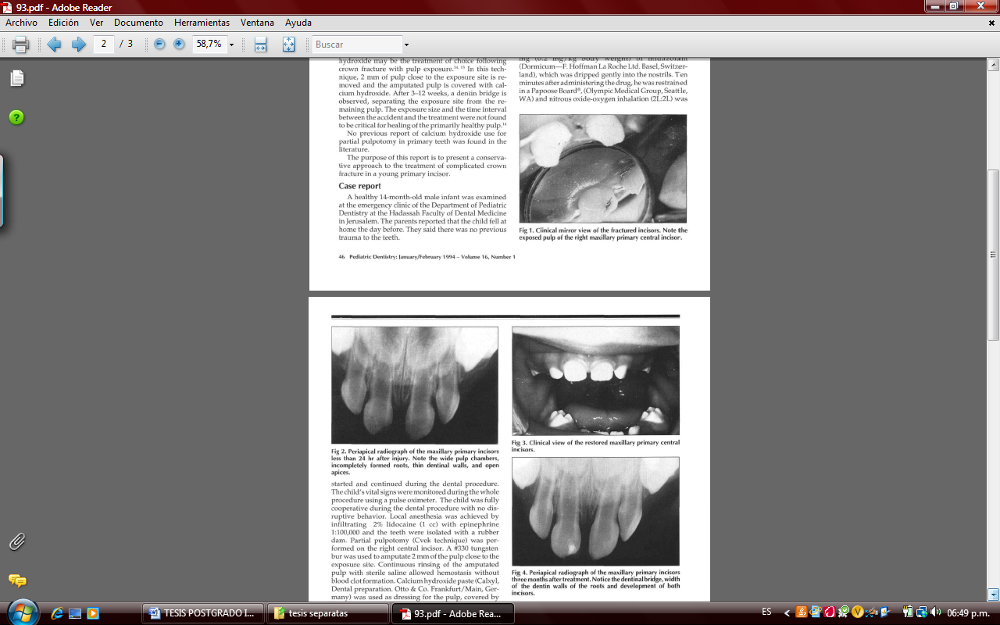 93.pdf - Adobe Reader
Archivo Edición Ver Documento Herramientas Ventana Ayuda
2 / 3 58,7% Buscar
hydroxide may be the treatment of choice following
crown fracture with pulp exposure.14, 15 In this tech-
nique, 2 mm of pulp close to the exposure site is re-
moved and the amputated pulp is covered with cal-
cium hydroxide. After 3–12 weeks, a dentin bridge is
observed, separating the exposure site from the re-
maining pulp. The exposure size and the time interval
between the accident and the treatment were not found
to be critical for healing of the primarily healthy pulp.14
No previous report of calcium hydroxide use for
partial pulpotomy in primary teeth was found in the
literature.
The purpose of this report is to present a conserva-
tive approach to the treatment of complicated crown
fracture in a young primary incisor.
Case report
A healthy 14-month-old male infant was examined
at the emergency clinic of the Department of Pediatric
Dentistry at the Hadassah Faculty of Dental Medicine
in Jerusalem. The parents reported that the child fell at
home the day before. They said there was no previous
trauma to the teeth.
mg (0.2 mg/kg body weight) of midazolam
(Dormicum—F. Hoffman La Roche Ltd. Basel, Switzer-
land), which was dripped gently into the nostrils. Ten
minutes after administering the drug, he was restrained
in a Papoose Board®, (Olympic Medical Group, Seattle,
WA) and nitrous oxide-oxygen inhalation (2L:2L) was
Fig 1. Clinical mirror view of the fractured incisors. Note the
exposed pulp of the right maxillary primary central incisor.
46 Pediatric Dentistry: January/February 1994 – Volume 16, Number 1
Fig 2. Periapical radiograph of the maxillary primary incisors
less than 24 hr after injury. Note the wide pulp chambers,
incompletely formed roots, thin dentinal walls, and open
apices.
started and continued during the dental procedure.
The child's vital signs were monitored during the whole
procedure using a pulse oximeter. The child was fully
cooperative during the dental procedure with no dis-
ruptive behavior. Local anesthesia was achieved by
infiltrating 2% lidocaine (1 cc) with epinephrine
1:100,000 and the teeth were isolated with a rubber
dam. Partial pulpotomy (Cvek technique) was per-
formed on the right central incisor. A #330 tungsten
bur was used to amputate 2 mm of the pulp close to the
exposure site. Continuous rinsing of the amputated
pulp with sterile saline allowed hemostasis without
blood clot formation. Calcium hydroxide paste (Calxyl,
Dental preparation. Otto & Co. Frankfurt/Main, Ger-
many) was used as dressing for the pulp, covered by
Fig 3. Clinical view of the restored maxillary primary central
incisors.
Fig 4. Periapical radiograph of the maxillary primary incisors
three months after treatment. Notice the dentinal bridge, width
of the dentin walls of the roots and development of both
incisors.
TESIS POSTGRADO I... tesis separatas 93.pdf - Adobe Rea... ES 06:49 p.m.